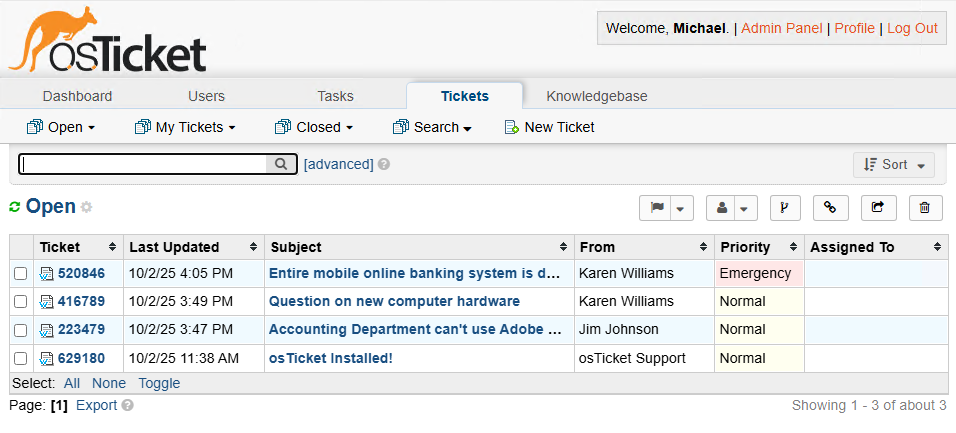 osTicket
Welcome, Michael. | Admin Panel | Profile | Log Out
Dashboard Users Tasks Tickets Knowledgebase
Open My Tickets Closed Search New Ticket
[advanced] ? Sort
Open
Ticket Last Updated Subject From Priority Assigned To
520846 10/2/25 4:05 PM Entire mobile online banking system is d... Karen Williams Emergency
416789 10/2/25 3:49 PM Question on new computer hardware Karen Williams Normal
223479 10/2/25 3:47 PM Accounting Department can't use Adobe ... Jim Johnson Normal
629180 10/2/25 11:38 AM osTicket Installed! osTicket Support Normal
Select: All None Toggle
Page: [1] Export ? Showing 1 - 3 of about 3